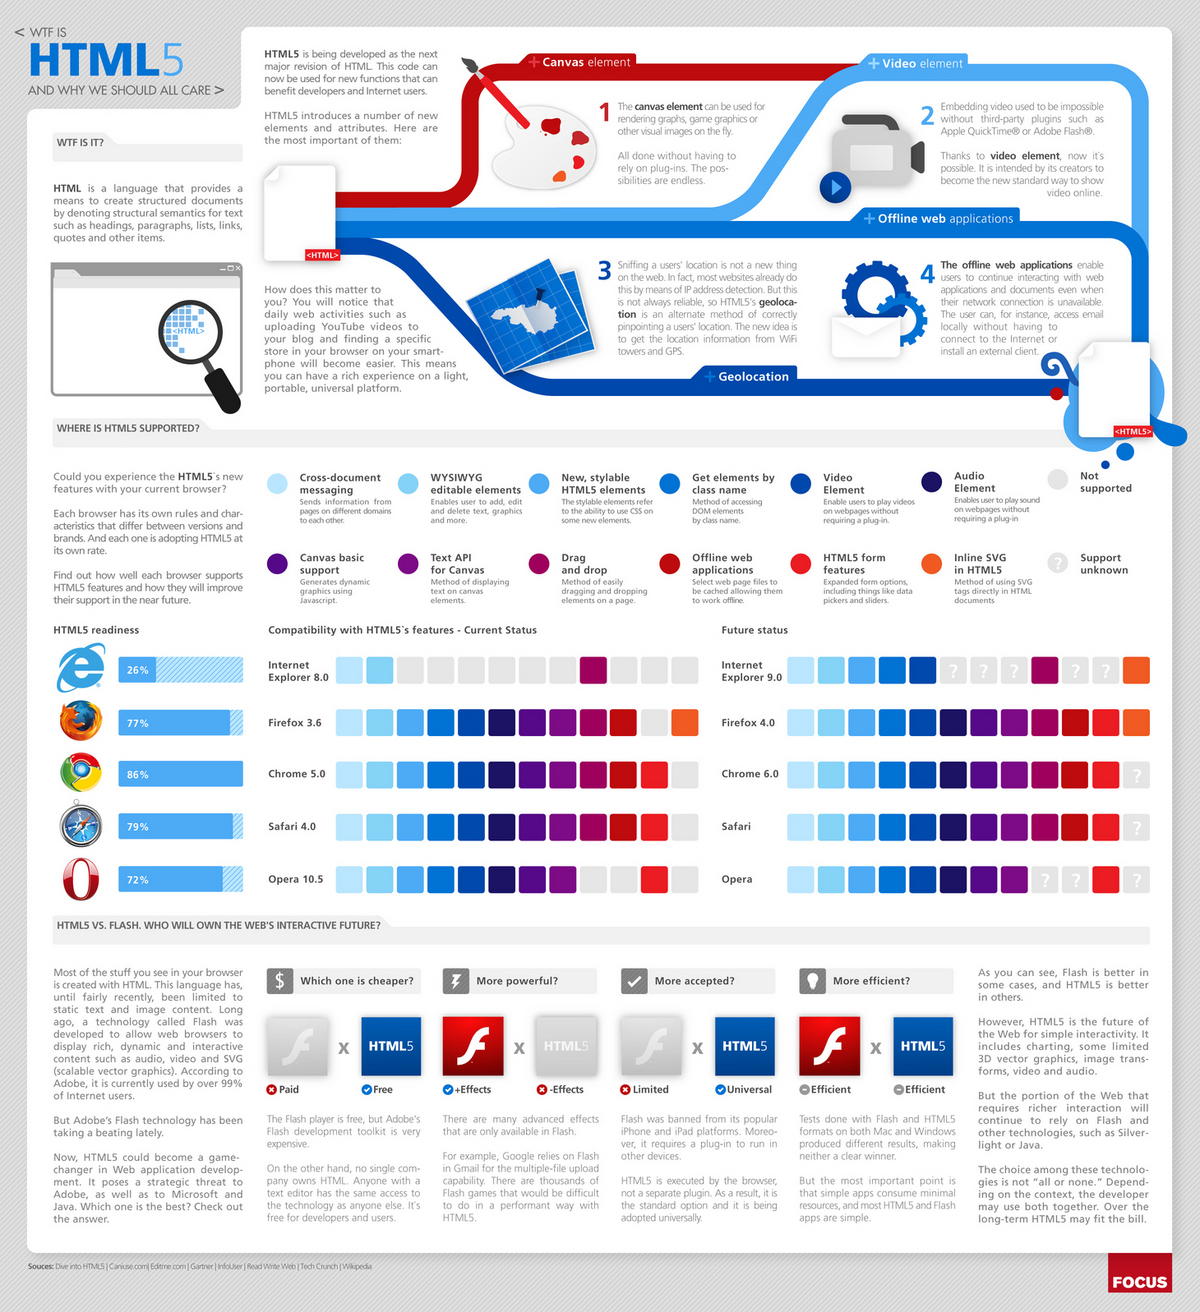 < WTF IS
HTML5
AND WHY WE SHOULD ALL CARE >
WTF IS IT?
HTML is a language that provides a
means to create structured documents
by denoting structural semantics for text
such as headings, paragraphs, lists, links,
quotes and other items.
<HTML>
HTML5 is being developed as the next
major revision of HTML. This code can
now be used for new functions that can
benefit developers and Internet users.
HTML5 introduces a number of new
elements and attributes. Here are
the most important of them:
<HTML>
How does this matter to
you? You will notice that
daily web activities such as
uploading YouTube videos to
your blog and finding a specific
store in your browser on your smart-
phone will become easier. This means
you can have a rich experience on a light,
portable, universal platform.
+ Canvas element
1
The canvas element can be used for
rendering graphs, game graphics or
other visual images on the fly.
All done without having to
rely on plug-ins. The pos-
sibilities are endless.
+ Video element
2
Embedding video used to be impossible
without third-party plugins such as
Apple QuickTime® or Adobe Flash®.
Thanks to video element, now it's
possible. It is intended by its creators to
become the new standard way to show
video online.
+ Offline web applications
3
Sniffing a users' location is not a new thing
on the web. In fact, most websites already do
this by means of IP address detection. But this
is not always reliable, so HTML5's geoloca-
tion is an alternate method of correctly
pinpointing a users' location. The new idea is
to get the location information from WiFi
towers and GPS.
4
The offline web applications enable
users to continue interacting with web
applications and documents even when
their network connection is unavailable.
The user can, for instance, access email
locally without having to
connect to the Internet or
install an external client.
+ Geolocation
<HTML5>
WHERE IS HTML5 SUPPORTED?
Could you experience the HTML5`s new
features with your current browser?
Each browser has its own rules and char-
acteristics that differ between versions and
brands. And each one is adopting HTML5 at
its own rate.
Find out how well each browser supports
HTML5 features and how they will improve
their support in the near future.
Cross-document
messaging
Sends information from
pages on different domains
to each other.
WYSIWYG
editable elements
Enables user to add, edit
and delete text, graphics
and more.
New, stylable
HTML5 elements
The stylable elements refer
to the ability to use CSS on
some new elements.
Get elements by
class name
Method of accessing
DOM elements
by class name.
Video
Element
Enable users to play videos
on webpages without
requiring a plug-in.
Audio
Element
Enables user to play sound
on webpages without
requiring a plug-in
Not
supported
Canvas basic
support
Generates dynamic
graphics using
Javascript.
Text API
for Canvas
Method of displaying
text on canvas
elements.
Drag
and drop
Method of easily
dragging and dropping
elements on a page.
Offline web
applications
Select web page files to
be cached allowing them
to work offline.
HTML5 form
features
Expanded form options,
including things like data
pickers and sliders.
Inline SVG
in HTML5
Method of using SVG
tags directly in HTML
documents
?
Support
unknown
HTML5 readiness
Compatibility with HTML5`s features - Current Status
Future status
26%
Internet
Explorer 8.0
Internet
Explorer 9.0
? ? ? ? ?
77%
Firefox 3.6
Firefox 4.0
86%
Chrome 5.0
Chrome 6.0
?
79%
Safari 4.0
Safari
?
72%
Opera 10.5
Opera
? ? ?
HTML5 VS. FLASH. WHO WILL OWN THE WEB'S INTERACTIVE FUTURE?
Most of the stuff you see in your browser
is created with HTML. This language has,
until fairly recently, been limited to
static text and image content. Long
ago, a technology called Flash was
developed to allow web browsers to
display rich, dynamic and interactive
content such as audio, video and SVG
(scalable vector graphics). According to
Adobe, it is currently used by over 99%
of Internet users.
But Adobe's Flash technology has been
taking a beating lately.
Now, HTML5 could become a game-
changer in Web application develop-
ment. It poses a strategic threat to
Adobe, as well as to Microsoft and
Java. Which one is the best? Check out
the answer.
$ Which one is cheaper?
X HTML5
Paid
Free
The Flash player is free, but Adobe's
Flash development toolkit is very
expensive.
On the other hand, no single com-
pany owns HTML. Anyone with a
text editor has the same access to
the technology as anyone else. It's
free for developers and users.
More powerful?
X HTML5
+Effects
-Effects
There are many advanced effects
that are only available in Flash.
For example, Google relies on Flash
in Gmail for the multiple-file upload
capability. There are thousands of
Flash games that would be difficult
to do in a performant way with
HTML5.
More accepted?
X HTML5
Limited
Universal
Flash was banned from its popular
iPhone and iPad platforms. Moreo-
ver, it requires a plug-in to run in
other devices.
HTML5 is executed by the browser,
not a separate plugin. As a result, it is
the standard option and it is being
adopted universally.
More efficient?
X HTML5
Efficient
Efficient
Tests done with Flash and HTML5
formats on both Mac and Windows
produced different results, making
neither a clear winner.
But the most important point is
that simple apps consume minimal
resources, and most HTML5 and Flash
apps are simple.
As you can see, Flash is better in
some cases, and HTML5 is better
in others.
However, HTML5 is the future of
the Web for simple interactivity. It
includes charting, some limited
3D vector graphics, image trans-
forms, video and audio.
But the portion of the Web that
requires richer interaction will
continue to rely on Flash and
other technologies, such as Silver-
light or Java.
The choice among these technolo-
gies is not "all or none." Depend-
ing on the context, the developer
may use both together. Over the
long-term HTML5 may fit the bill.
Souces: Dive into HTML5 | Caniuse.com| Editme.com | Gartner | InfoUser | Read Write Web | Tech Crunch | Wikipedia
FOCUS